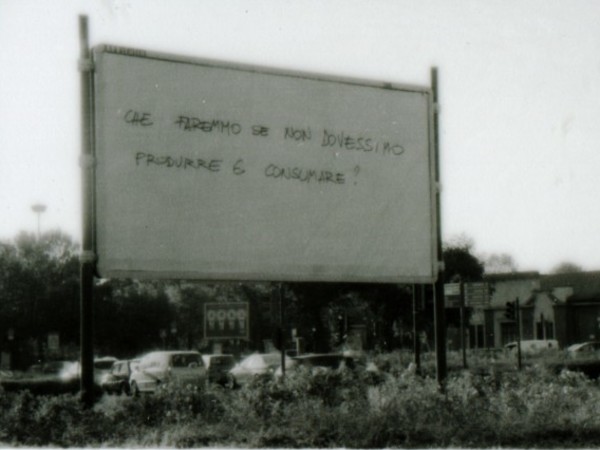 CHE FAREMMO SE NON DOVESSIMO
PRODURRE E CONSUMARE?